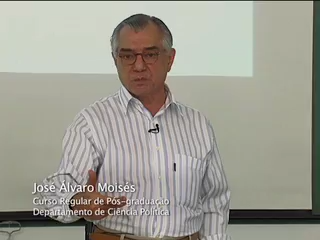 José Álvaro Moisés
Curso Regular de Pós-graduação
Departamento de Ciência Política